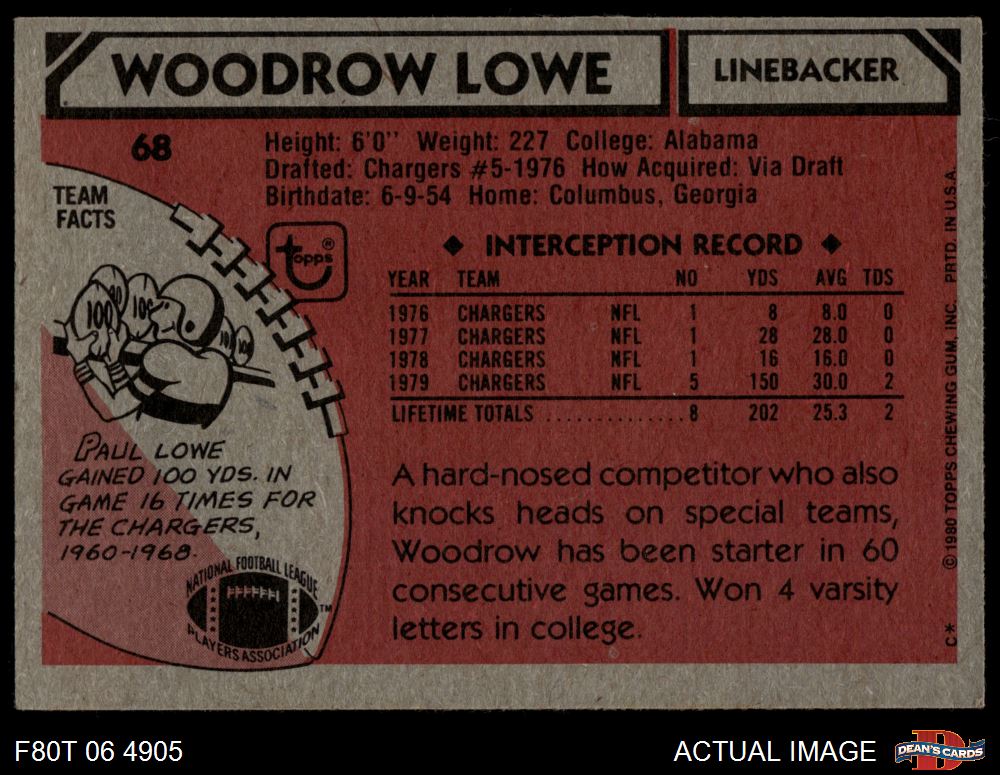 WOODROW LOWE
LINEBACKER
68
Height: 6'0'' Weight: 227 College: Alabama
Drafted: Chargers #5-1976 How Acquired: Via Draft
Birthdate: 6-9-54 Home: Columbus, Georgia
TEAM
FACTS
topps®
◆ INTERCEPTION RECORD ◆
YEAR TEAM NO YDS AVG TDS
1976 CHARGERS NFL 1 8 8.0 0
1977 CHARGERS NFL 1 28 28.0 0
1978 CHARGERS NFL 1 16 16.0 0
1979 CHARGERS NFL 5 150 30.0 2
LIFETIME TOTALS .............. 8 202 25.3 2
100 100 100 100
PAUL LOWE
GAINED 100 YDS. IN
GAME 16 TIMES FOR
THE CHARGERS,
1960-1968.
NATIONAL FOOTBALL LEAGUE
PLAYERS ASSOCIATION
TM
A hard-nosed competitor who also
knocks heads on special teams,
Woodrow has been starter in 60
consecutive games. Won 4 varsity
letters in college.
C* ©1980 TOPPS CHEWING GUM, INC. PRTD. IN U.S.A.
F80T 06 4905
ACTUAL IMAGE
DEAN'S CARDS